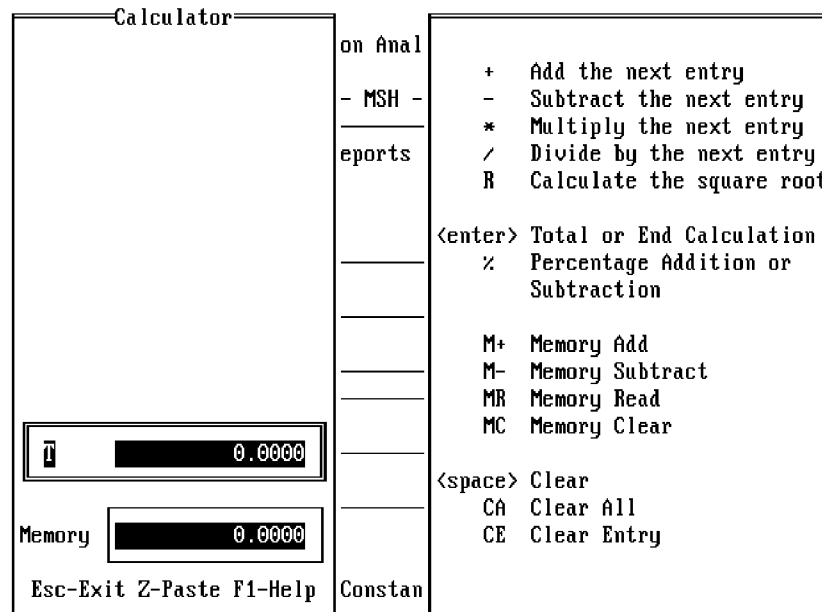 Calculator
T 0.0000
Memory 0.0000
Esc-Exit Z-Paste F1-Help
on Anal
- MSH -
eports
Constan
+ Add the next entry
- Subtract the next entry
* Multiply the next entry
/ Divide by the next entry
R Calculate the square root
<enter> Total or End Calculation
% Percentage Addition or
Subtraction
M+ Memory Add
M- Memory Subtract
MR Memory Read
MC Memory Clear
<space> Clear
CA Clear All
CE Clear Entry